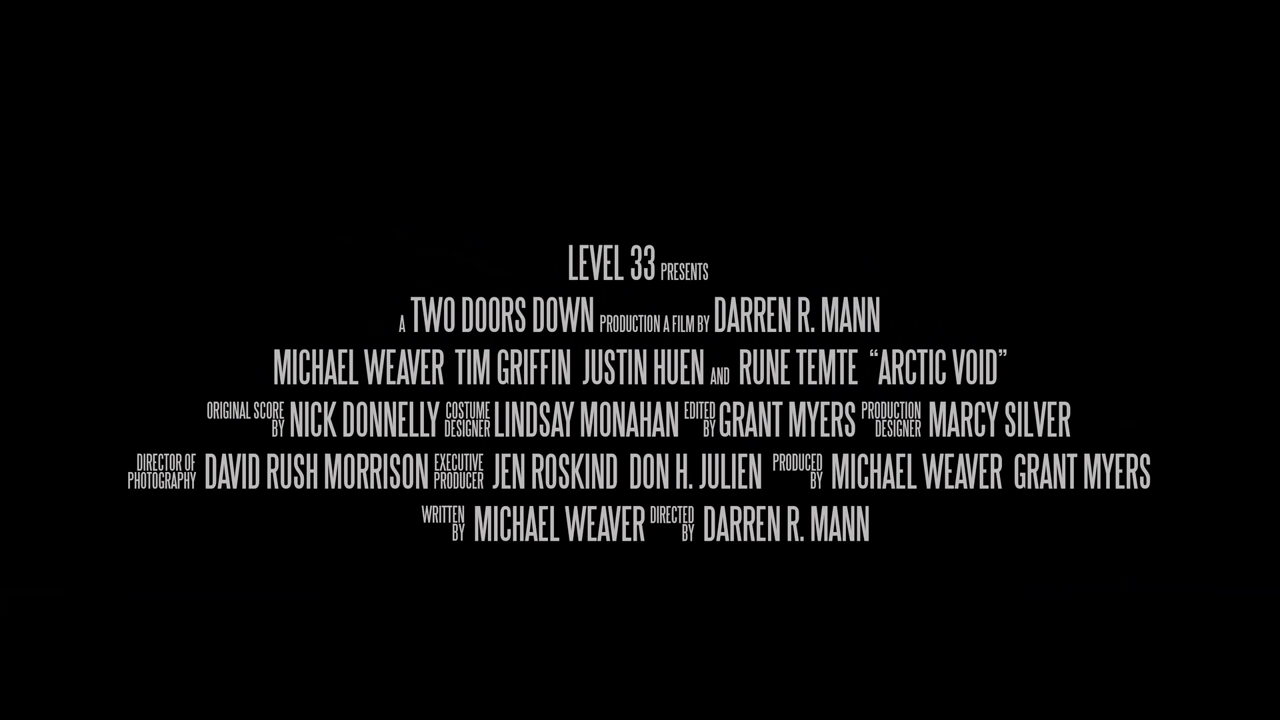 LEVEL 33 PRESENTS
A TWO DOORS DOWN PRODUCTION A FILM BY DARREN R. MANN
MICHAEL WEAVER TIM GRIFFIN JUSTIN HUEN AND RUNE TEMTE “ARCTIC VOID”
ORIGINAL SCORE BY NICK DONNELLY COSTUME DESIGNER LINDSAY MONAHAN EDITED BY GRANT MYERS PRODUCTION DESIGNER MARCY SILVER
DIRECTOR OF PHOTOGRAPHY DAVID RUSH MORRISON EXECUTIVE PRODUCER JEN ROSKIND DON H. JULIEN PRODUCED BY MICHAEL WEAVER GRANT MYERS
WRITTEN BY MICHAEL WEAVER DIRECTED BY DARREN R. MANN